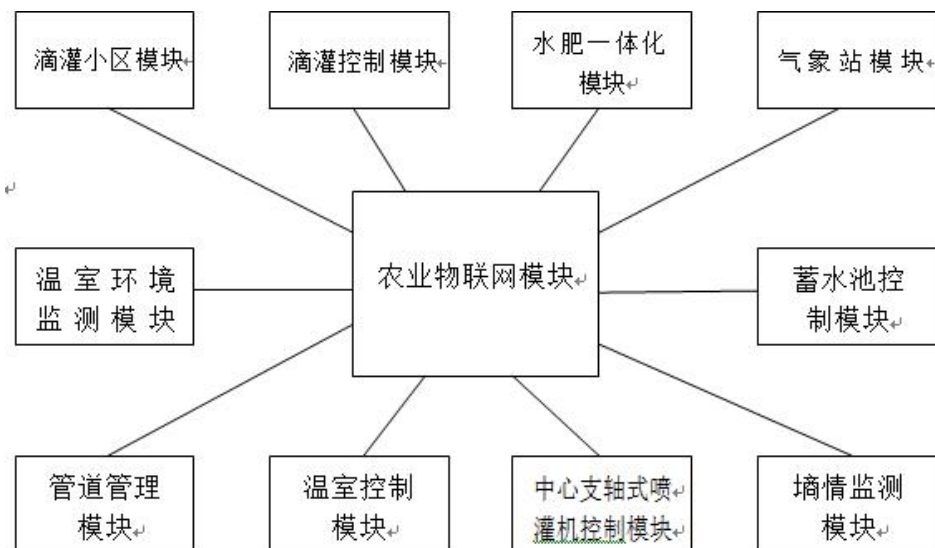 滴灌小区模块
滴灌控制模块
水肥一体化
模块
气象站模块
温室环境
监测模块
农业物联网模块
蓄水池控
制模块
管道管理
模块
温室控制
模块
中心支轴式喷
灌机控制模块
墒情监测
模块